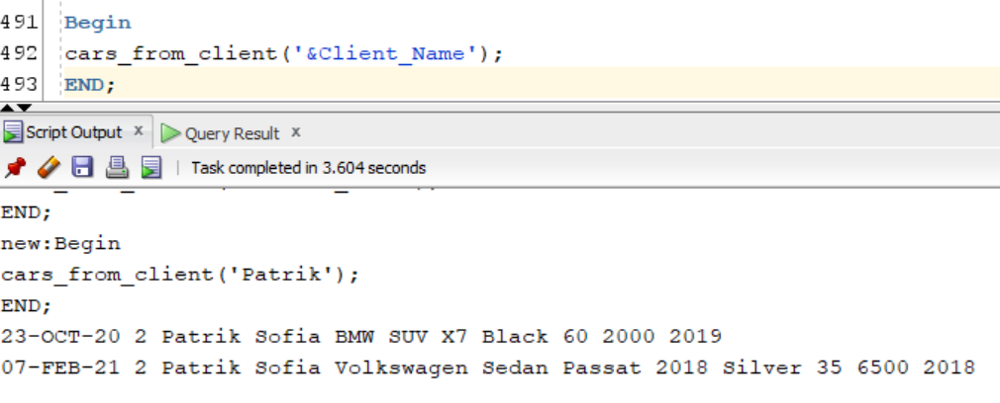 491 Begin
492 cars_from_client('&Client_Name');
493 END;
Script Output x Query Result x
Task completed in 3.604 seconds
END;
new:Begin
cars_from_client('Patrik');
END;
23-OCT-20 2 Patrik Sofia BMW SUV X7 Black 60 2000 2019
07-FEB-21 2 Patrik Sofia Volkswagen Sedan Passat 2018 Silver 35 6500 2018